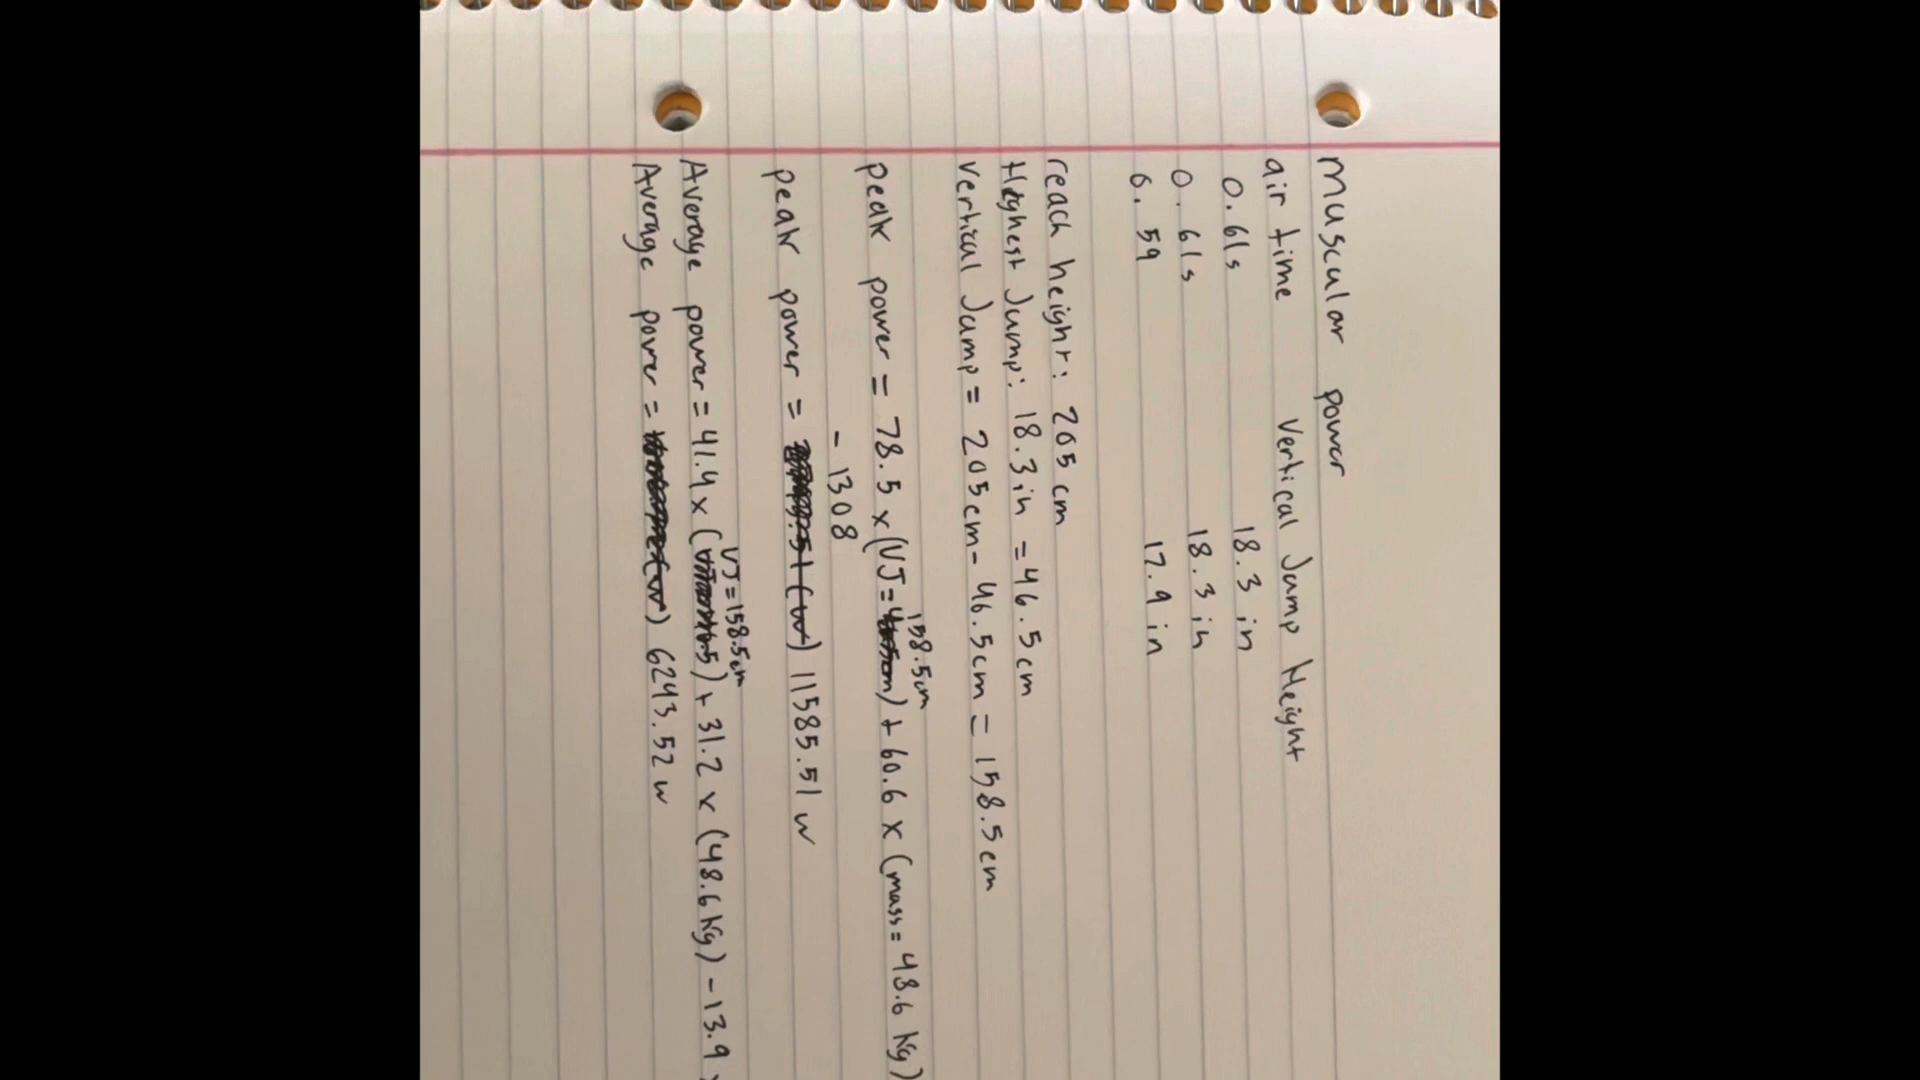 muscular power
air time Vertical Jump Height
0.61s 18.3 in
0.61s 18.3 in
6.59 17.9 in
reach height: 205 cm
Highest Jump: 18.3 in = 46.5 cm
Vertical Jump = 205 cm - 46.5 cm = 158.5 cm
158.5cm
peak power = 78.5 x (VJ = ) + 60.6 x (mass = 48.6 kg)
- 1308
peak power = 11585.51 w
VJ = 158.5cm
Average power = 41.4 x ( ) + 31.2 x (48.6 kg) - 13.9
Average power = 6243.52 w